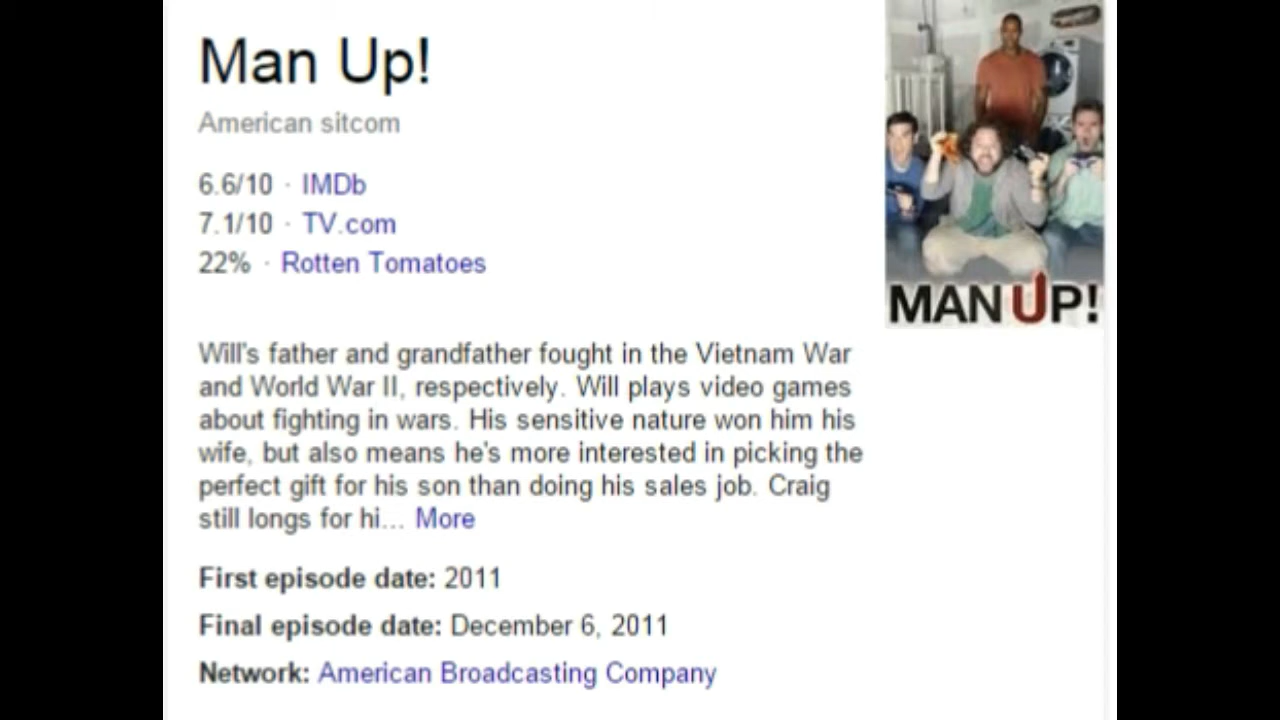 Man Up!
American sitcom
6.6/10 · IMDb
7.1/10 · TV.com
22% · Rotten Tomatoes
MAN UP!
Will's father and grandfather fought in the Vietnam War
and World War II, respectively. Will plays video games
about fighting in wars. His sensitive nature won him his
wife, but also means he's more interested in picking the
perfect gift for his son than doing his sales job. Craig
still longs for hi... More
First episode date: 2011
Final episode date: December 6, 2011
Network: American Broadcasting Company